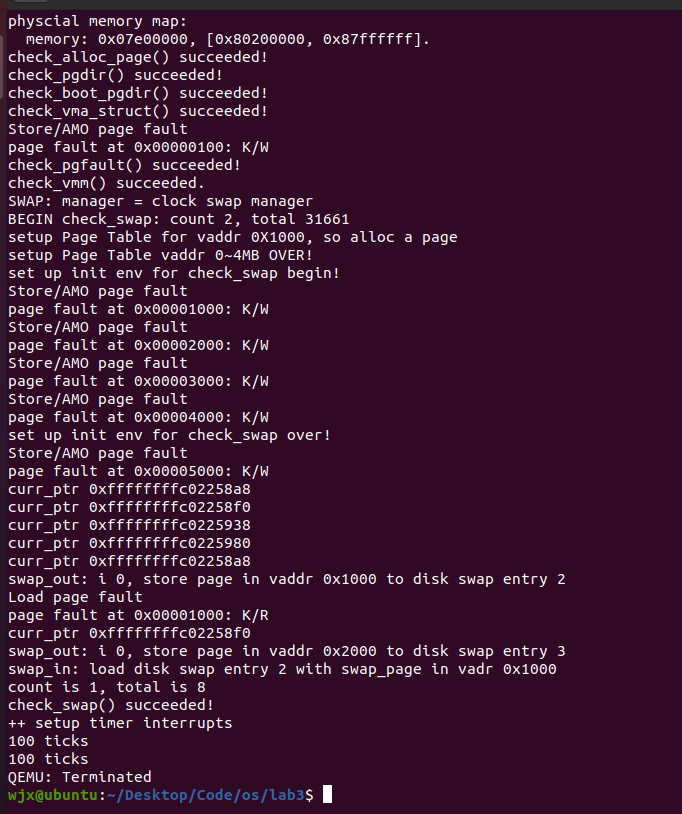 physcial memory map:
  memory: 0x07e00000, [0x80200000, 0x87ffffff].
check_alloc_page() succeeded!
check_pgdir() succeeded!
check_boot_pgdir() succeeded!
check_vma_struct() succeeded!
Store/AMO page fault
page fault at 0x00000100: K/W
check_pgfault() succeeded!
check_vmm() succeeded.
SWAP: manager = clock swap manager
BEGIN check_swap: count 2, total 31661
setup Page Table for vaddr 0X1000, so alloc a page
setup Page Table vaddr 0~4MB OVER!
set up init env for check_swap begin!
Store/AMO page fault
page fault at 0x00001000: K/W
Store/AMO page fault
page fault at 0x00002000: K/W
Store/AMO page fault
page fault at 0x00003000: K/W
Store/AMO page fault
page fault at 0x00004000: K/W
set up init env for check_swap over!
Store/AMO page fault
page fault at 0x00005000: K/W
curr_ptr 0xffffffffc02258a8
curr_ptr 0xffffffffc02258f0
curr_ptr 0xffffffffc0225938
curr_ptr 0xffffffffc0225980
curr_ptr 0xffffffffc02258a8
swap_out: i 0, store page in vaddr 0x1000 to disk swap entry 2
Load page fault
page fault at 0x00001000: K/R
curr_ptr 0xffffffffc02258f0
swap_out: i 0, store page in vaddr 0x2000 to disk swap entry 3
swap_in: load disk swap entry 2 with swap_page in vadr 0x1000
count is 1, total is 8
check_swap() succeeded!
++ setup timer interrupts
100 ticks
100 ticks
QEMU: Terminated
wjx@ubuntu:~/Desktop/Code/os/lab3$